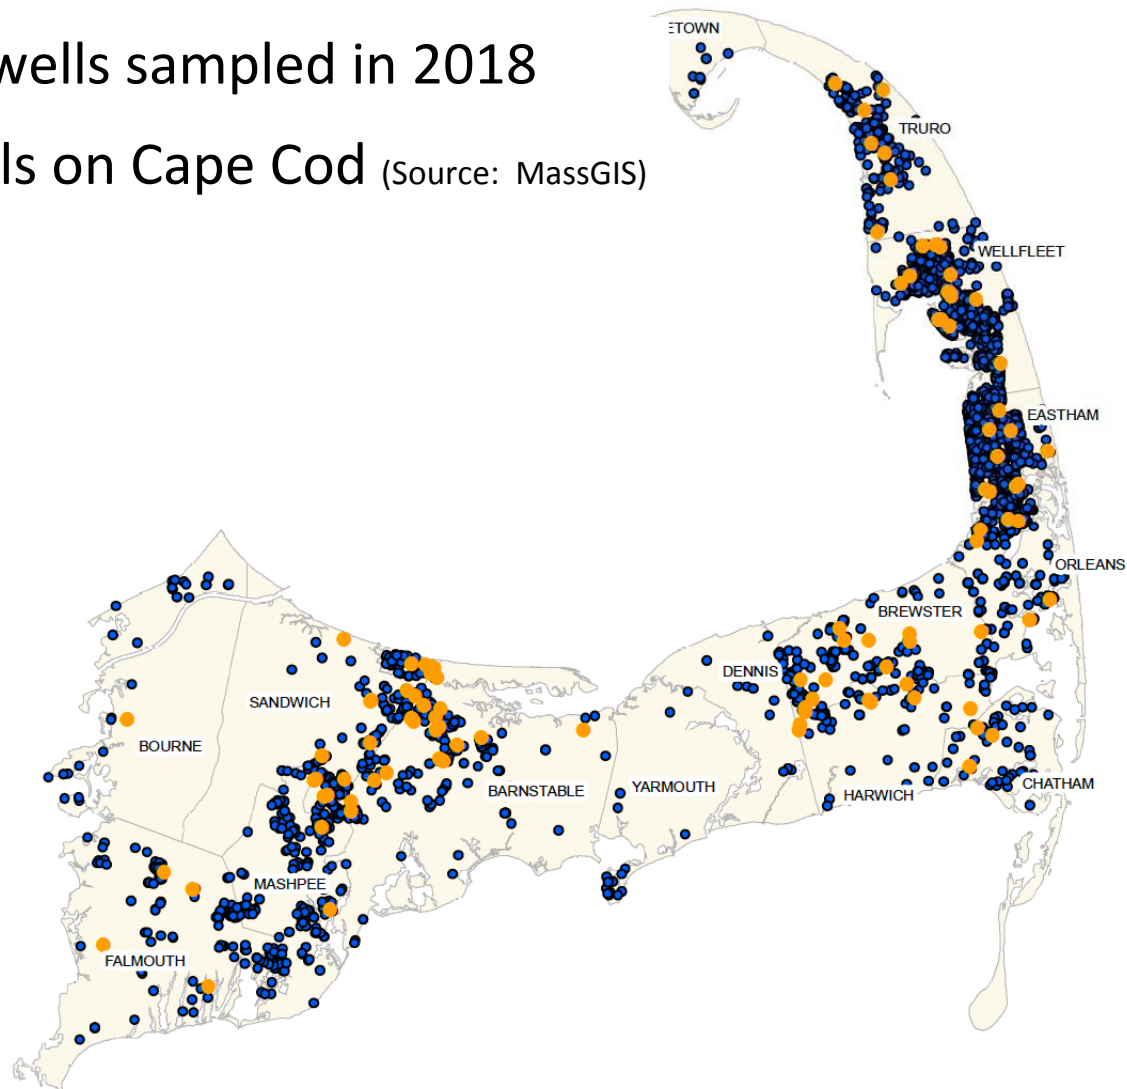 wells sampled in 2018
ls on Cape Cod (Source: MassGIS)
ETOWN
TRURO
WELLFLEET
EASTHAM
ORLEANS
BREWSTER
DENNIS
SANDWICH
BOURNE
BARNSTABLE
YARMOUTH
HARWICH
CHATHAM
MASHPEE
FALMOUTH